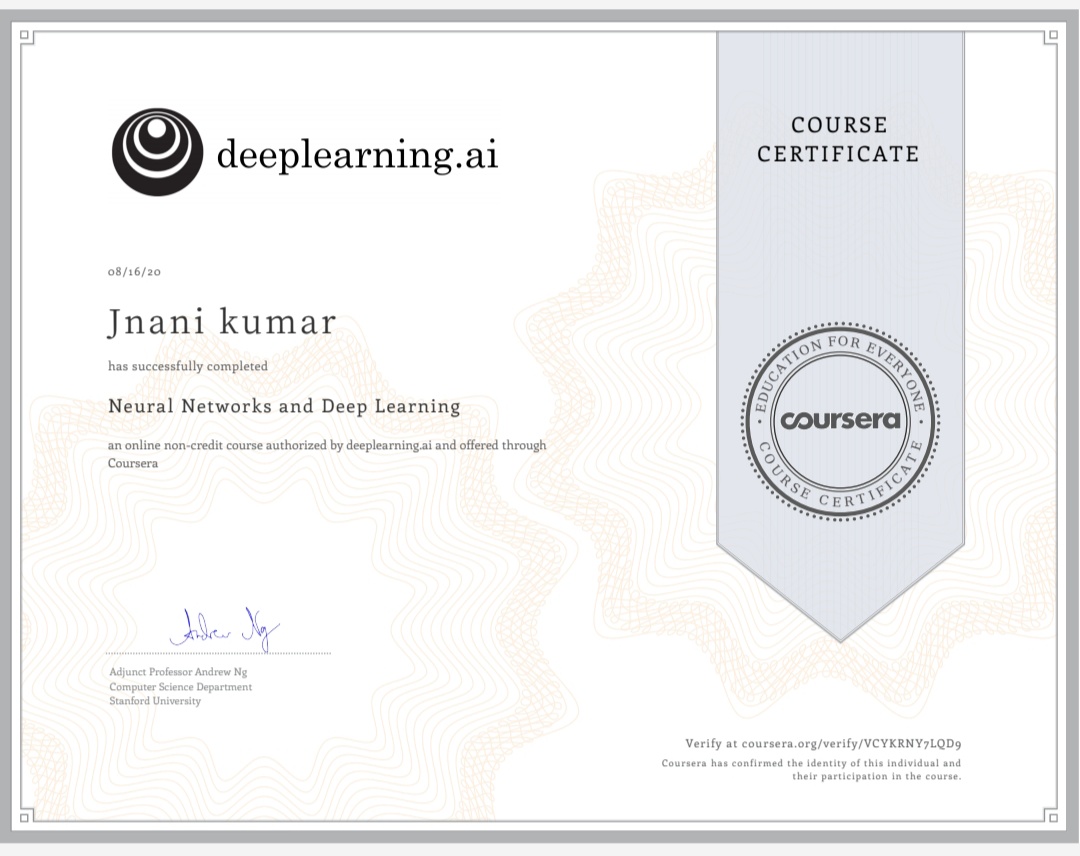 deeplearning.ai
COURSE
CERTIFICATE
08/16/20
Jnani kumar
has successfully completed
Neural Networks and Deep Learning
an online non-credit course authorized by deeplearning.ai and offered through
Coursera
EDUCATION FOR EVERYONE
coursera
COURSE CERTIFICATE
Andrew Ng
Adjunct Professor Andrew Ng
Computer Science Department
Stanford University
Verify at coursera.org/verify/VCYKRNY7LQD9
Coursera has confirmed the identity of this individual and
their participation in the course.